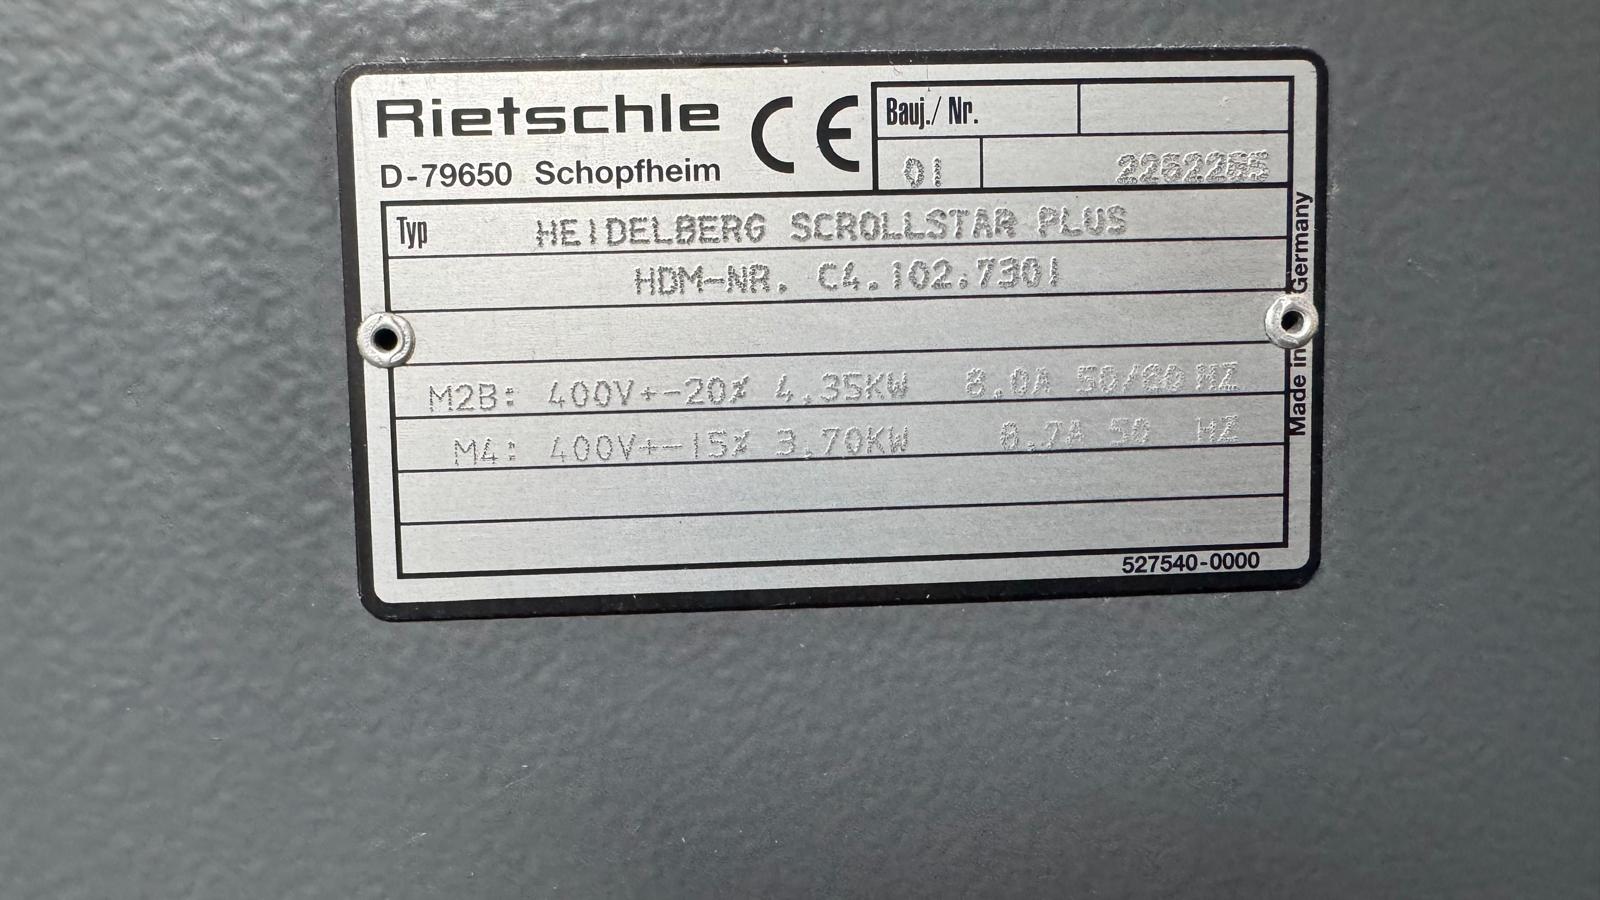 Rietschle CE
D-79650 Schopfheim
Bauj./ Nr.
01 2262265
Typ HEIDELBERG SCROLLSTAR PLUS
HDM-NR. C4.102.7301
M2B: 400V+-20% 4.35KW 8.0A 50/60 HZ
M4: 400V+-15% 3.70KW 8.7A 50 HZ
527540-0000
Made in Germany